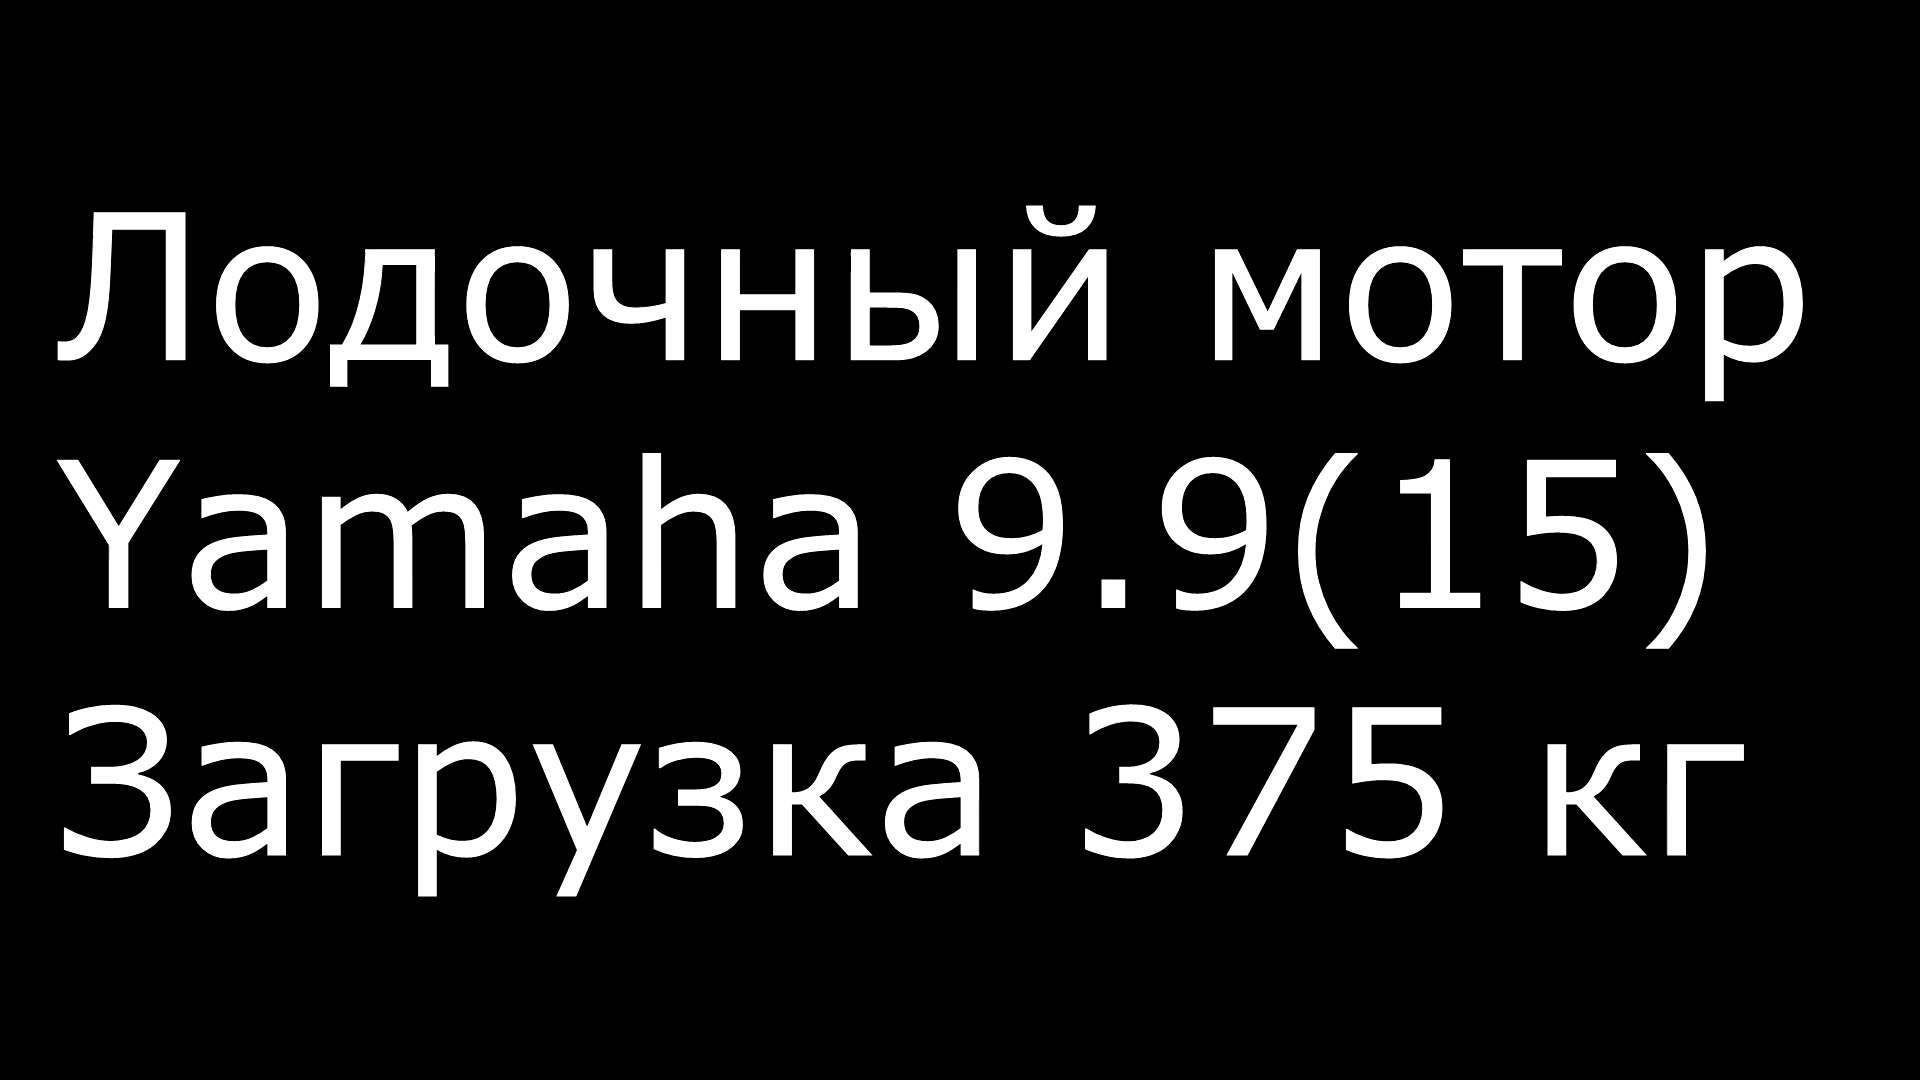 Лодочный мотор
Yamaha 9.9(15)
Загрузка 375 кг